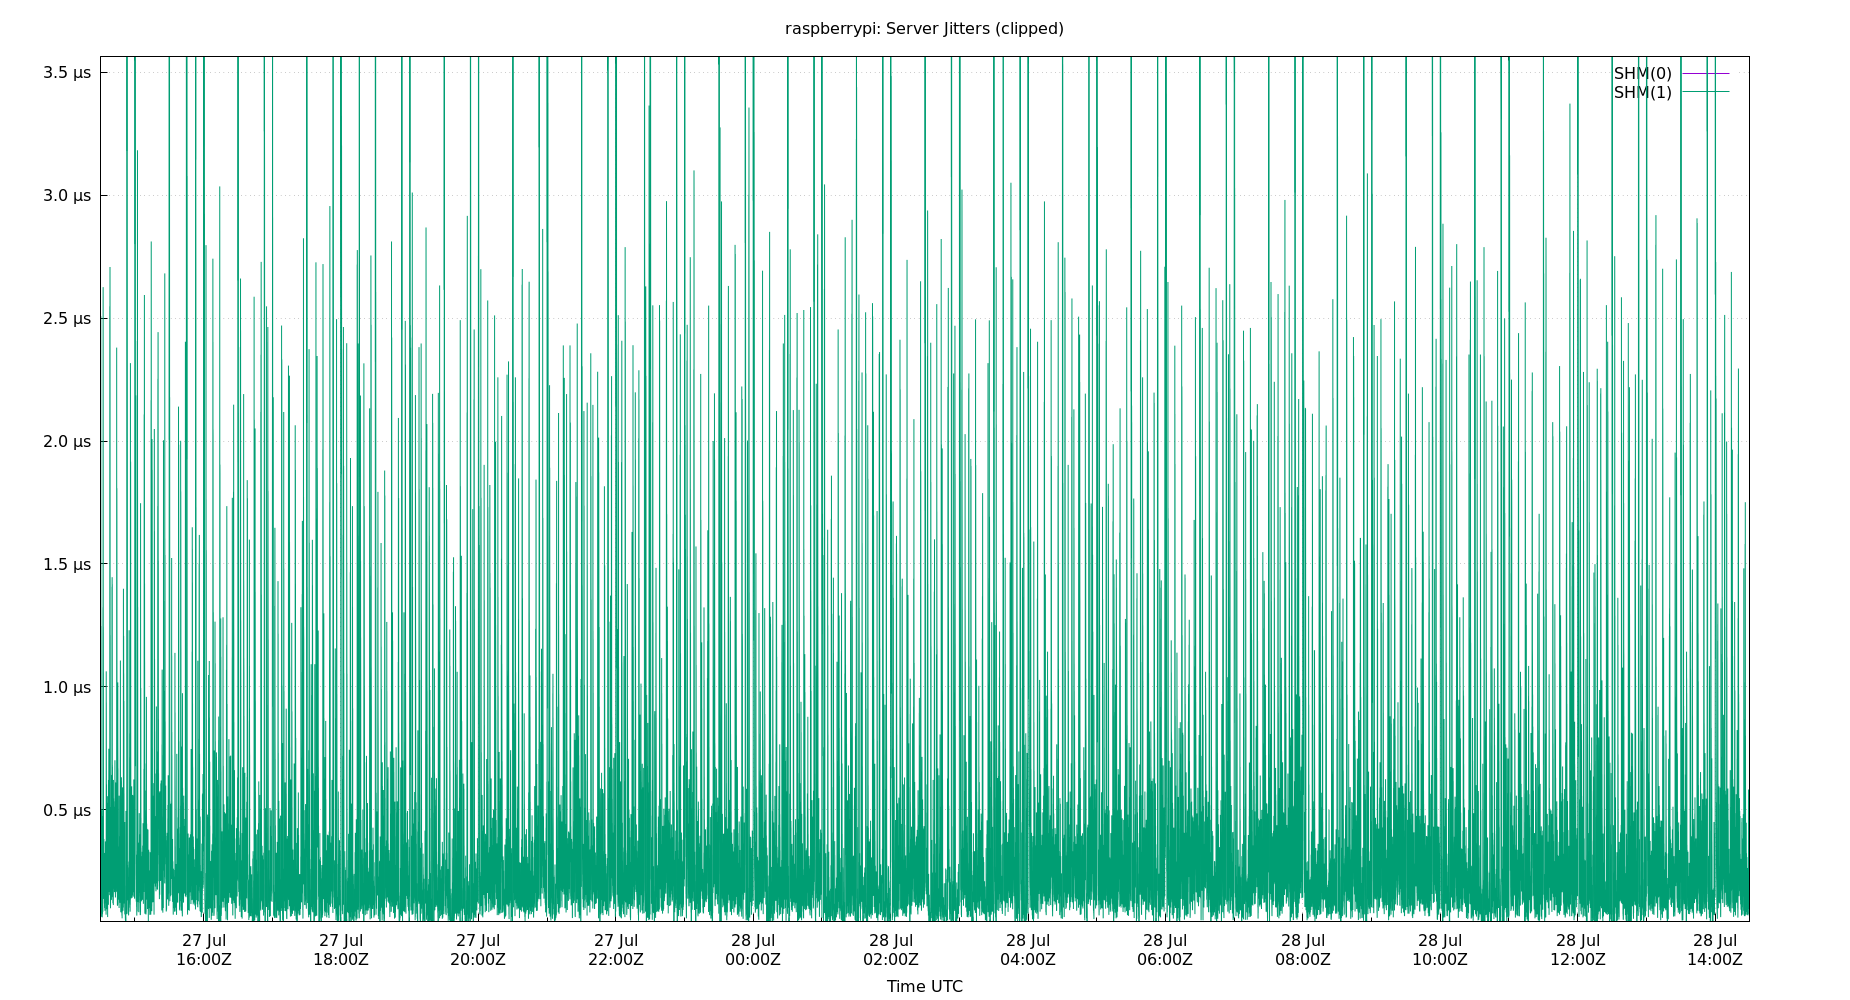 raspberrypi: Server Jitters (clipped)
3.5 µs
3.0 µs
2.5 µs
2.0 µs
1.5 µs
1.0 µs
0.5 µs
SHM(0)
SHM(1)
27 Jul 27 Jul 27 Jul 27 Jul 28 Jul 28 Jul 28 Jul 28 Jul 28 Jul 28 Jul 28 Jul 28 Jul
16:00Z 18:00Z 20:00Z 22:00Z 00:00Z 02:00Z 04:00Z 06:00Z 08:00Z 10:00Z 12:00Z 14:00Z
Time UTC